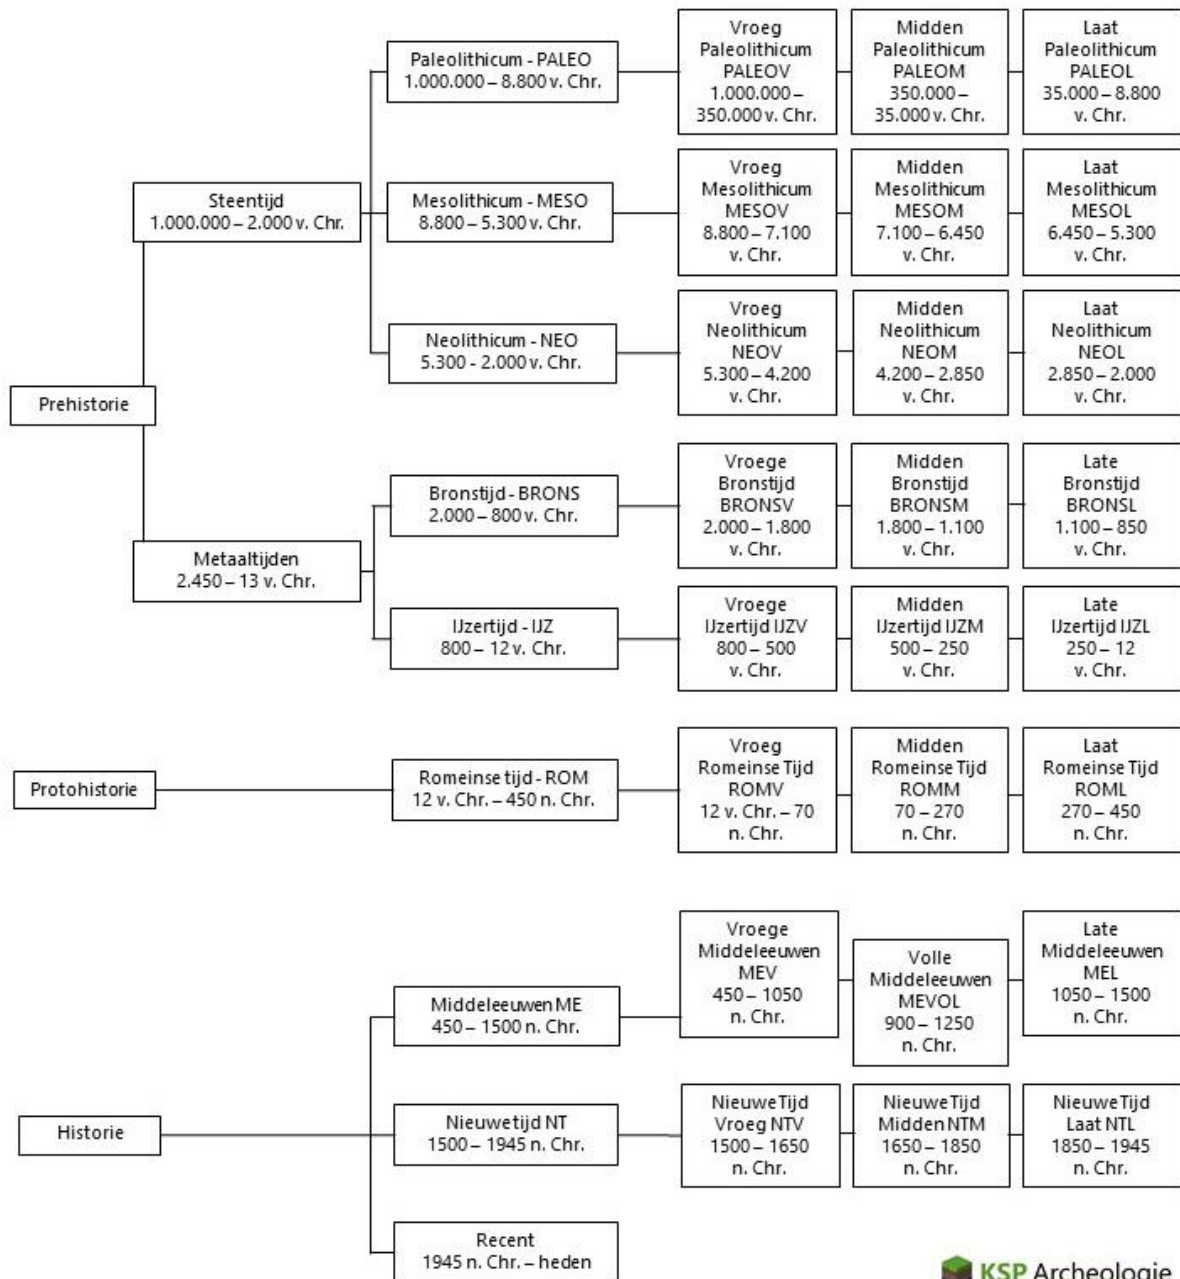 Prehistorie
Steentijd
1.000.000 – 2.000 v. Chr.
Paleolithicum - PALEO
1.000.000 – 8.800 v. Chr.
Vroeg
Paleolithicum
PALEOV
1.000.000 –
350.000 v. Chr.
Midden
Paleolithicum
PALEOM
350.000 –
35.000 v. Chr.
Laat
Paleolithicum
PALEOL
35.000 – 8.800
v. Chr.
Mesolithicum - MESO
8.800 – 5.300 v. Chr.
Vroeg
Mesolithicum
MESOV
8.800 – 7.100
v. Chr.
Midden
Mesolithicum
MESOM
7.100 – 6.450
v. Chr.
Laat
Mesolithicum
MESOL
6.450 – 5.300
v. Chr.
Neolithicum - NEO
5.300 - 2.000 v. Chr.
Vroeg
Neolithicum
NEOV
5.300 – 4.200
v. Chr.
Midden
Neolithicum
NEOM
4.200 – 2.850
v. Chr.
Laat
Neolithicum
NEOL
2.850 – 2.000
v. Chr.
Metaaltijden
2.450 – 13 v. Chr.
Bronstijd - BRONS
2.000 – 800 v. Chr.
Vroege
Bronstijd
BRONSV
2.000 – 1.800
v. Chr.
Midden
Bronstijd
BRONSM
1.800 – 1.100
v. Chr.
Late
Bronstijd
BRONSL
1.100 – 850
v. Chr.
IJzertijd - IJZ
800 – 12 v. Chr.
Vroege
IJzertijd IJZV
800 – 500
v. Chr.
Midden
IJzertijd IJZM
500 – 250
v. Chr.
Late
IJzertijd IJZL
250 – 12
v. Chr.
Protohistorie
Romeinse tijd - ROM
12 v. Chr. – 450 n. Chr.
Vroeg
Romeinse Tijd
ROMV
12 v. Chr. – 70
n. Chr.
Midden
Romeinse Tijd
ROMM
70 – 270
n. Chr.
Laat
Romeinse Tijd
ROML
270 – 450
n. Chr.
Historie
Middeleeuwen ME
450 – 1500 n. Chr.
Vroege
Middeleeuwen
MEV
450 – 1050
n. Chr.
Volle
Middeleeuwen
MEVOL
900 – 1250
n. Chr.
Late
Middeleeuwen
MEL
1050 – 1500
n. Chr.
Nieuwe tijd NT
1500 – 1945 n. Chr.
Nieuwe Tijd
Vroeg NTV
1500 – 1650
n. Chr.
Nieuwe Tijd
Midden NTM
1650 – 1850
n. Chr.
Nieuwe Tijd
Laat NTL
1850 – 1945
n. Chr.
Recent
1945 n. Chr. – heden
KSP Archeologie